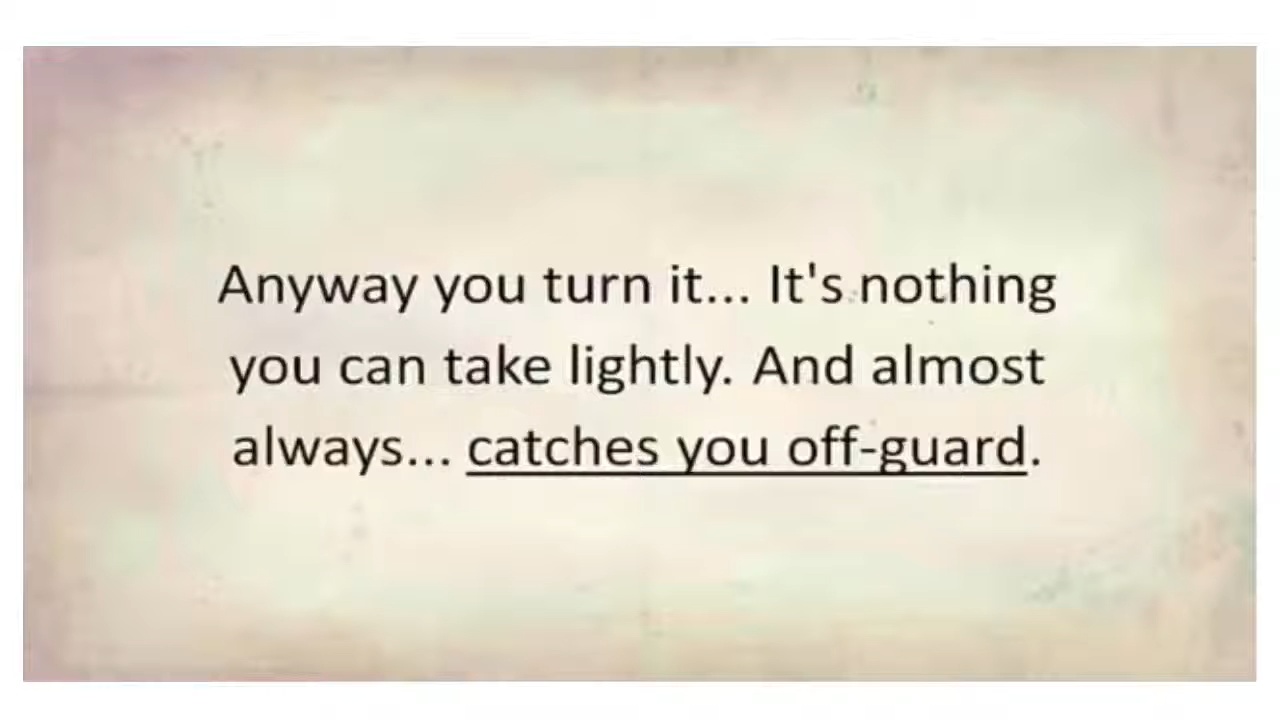 Anyway you turn it... It's nothing
you can take lightly. And almost
always... catches you off-guard.